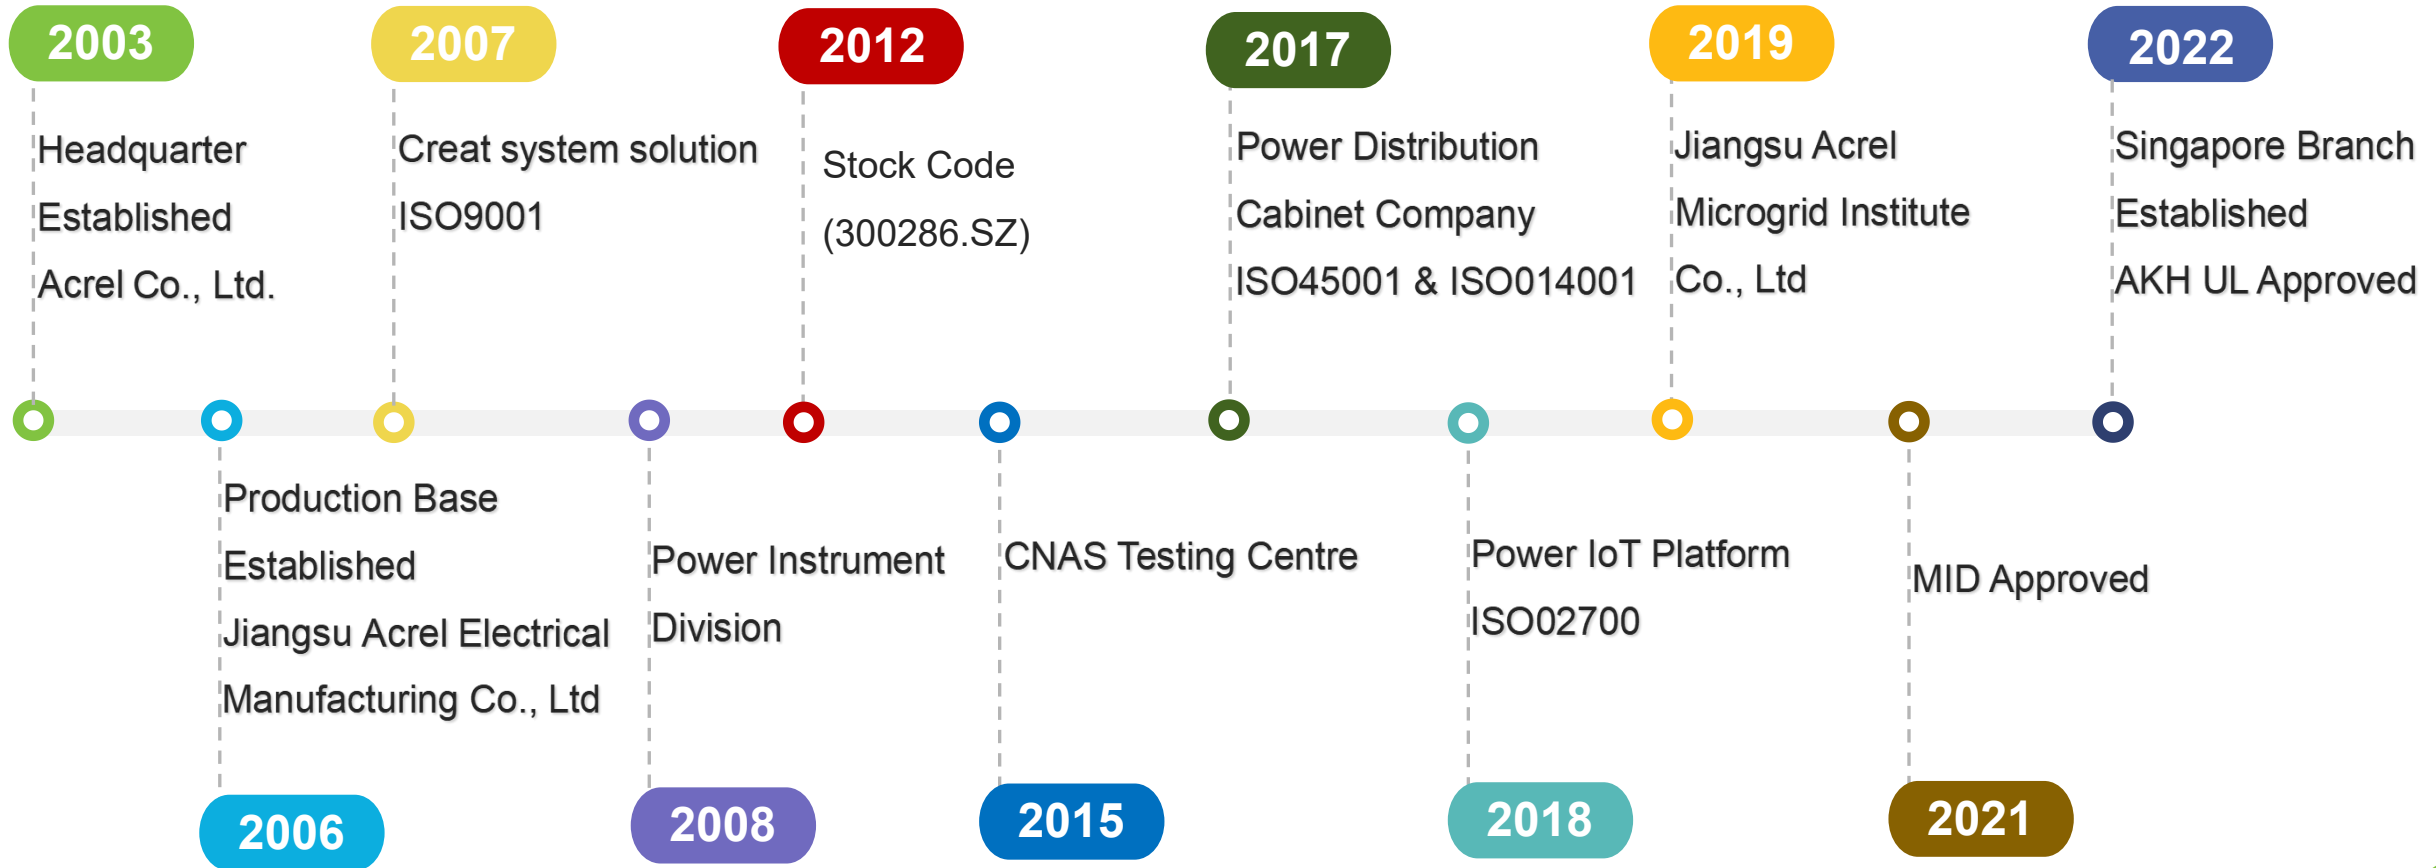 2003
Headquarter
Established
Acrel Co., Ltd.
2006
Production Base
Established
Jiangsu Acrel Electrical
Manufacturing Co., Ltd
2007
Creat system solution
ISO9001
2008
Power Instrument
Division
2012
Stock Code
(300286.SZ)
2015
CNAS Testing Centre
2017
Power Distribution
Cabinet Company
ISO45001 & ISO014001
2018
Power IoT Platform
ISO02700
2019
Jiangsu Acrel
Microgrid Institute
Co., Ltd
2021
MID Approved
2022
Singapore Branch
Established
AKH UL Approved